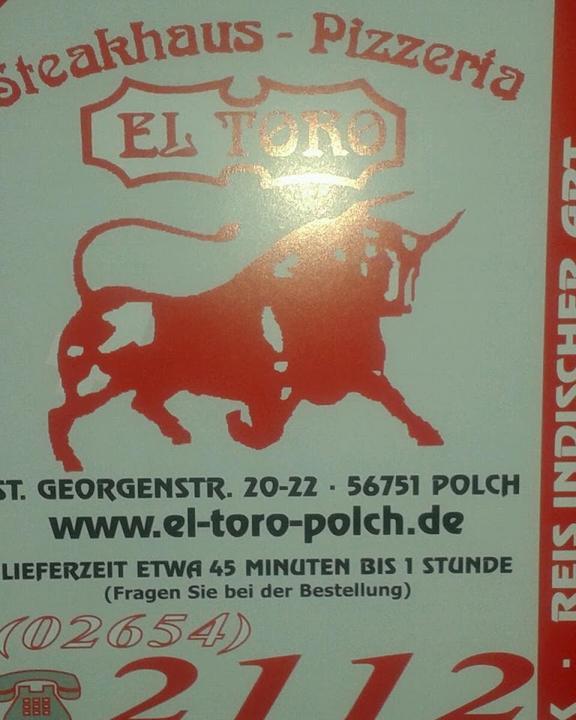 Steakhaus - Pizzeria
EL TORO
ST. GEORGENSTR. 20-22 · 56751 POLCH
www.el-toro-polch.de
LIEFERZEIT ETWA 45 MINUTEN BIS 1 STUNDE
(Fragen Sie bei der Bestellung)
(02654)
2112
K · REIS INDISCHER ART